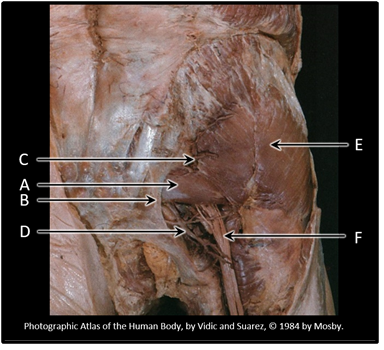 C
E
A
B
D
F
Photographic Atlas of the Human Body, by Vidic and Suarez, © 1984 by Mosby.